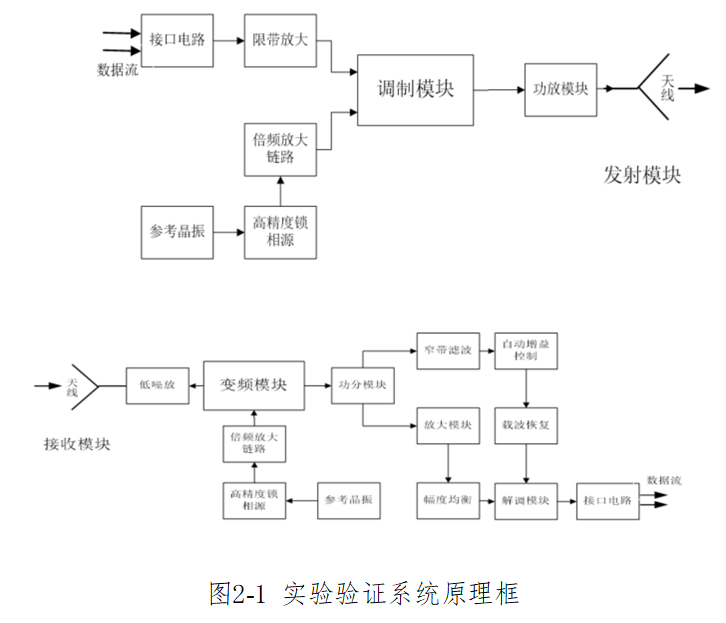 接口电路
限带放大
数据流
调制模块
功放模块
天线
倍频放大
链路
发射模块
参考晶振
高精度锁
相源
天线
低噪放
变频模块
功分模块
窄带滤波
自动增益
控制
接收模块
倍频放大
链路
放大模块
载波恢复
高精度锁
相源
参考晶振
幅度均衡
解调模块
接口电路
数据流
图2-1 实验验证系统原理框